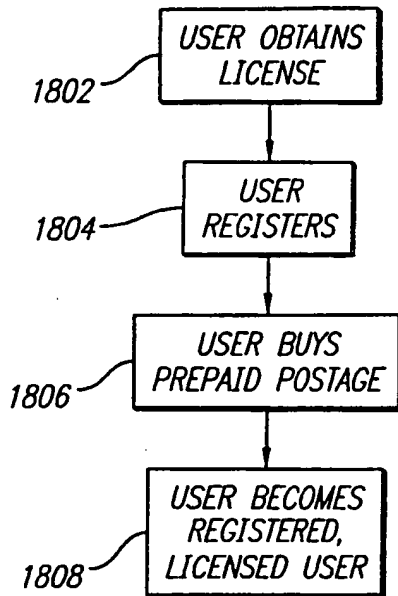 USER OBTAINS
LICENSE
1802
USER
REGISTERS
1804
USER BUYS
PREPAID POSTAGE
1806
USER BECOMES
REGISTERED,
LICENSED USER
1808